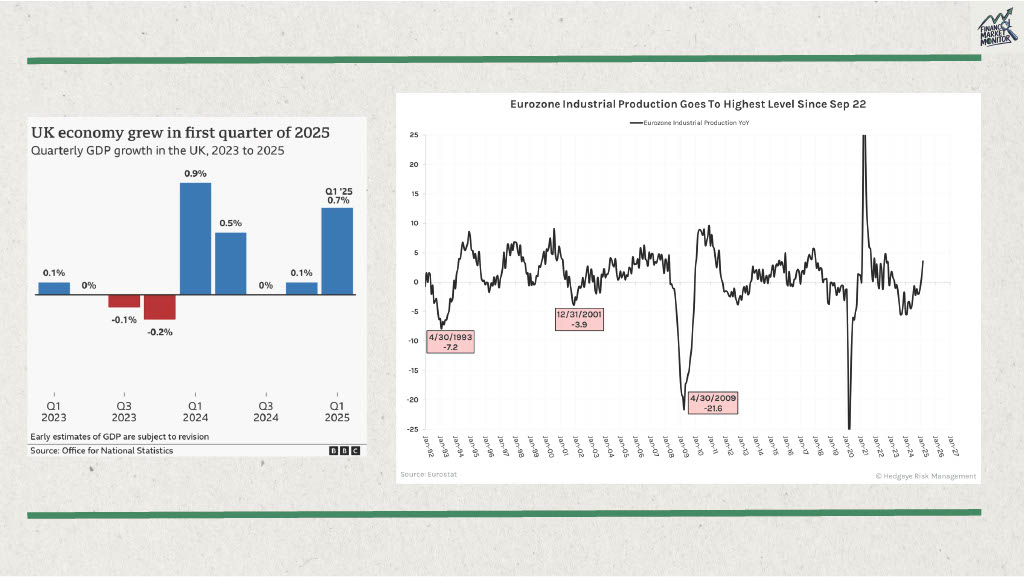 FINANCE
MARKET
MONITOR
UK economy grew in first quarter of 2025
Quarterly GDP growth in the UK, 2023 to 2025
0.9%
Q1 '25
0.7%
0.5%
0.1%
0%
0%
0.1%
-0.1%
-0.2%
Q1
2023
Q3
2023
Q1
2024
Q3
2024
Q1
2025
Early estimates of GDP are subject to revision
Source: Office for National Statistics
BBC
Eurozone Industrial Production Goes To Highest Level Since Sep 22
Eurozone Industrial Production YoY
25
20
15
10
5
0
-5
-10
-15
-20
-25
4/30/1993
-7.2
12/31/2001
-3.9
4/30/2009
-21.6
Jan-92
Jan-93
Jan-94
Jan-95
Jan-96
Jan-97
Jan-98
Jan-99
Jan-00
Jan-01
Jan-02
Jan-03
Jan-04
Jan-05
Jan-06
Jan-07
Jan-08
Jan-09
Jan-10
Jan-11
Jan-12
Jan-13
Jan-14
Jan-15
Jan-16
Jan-17
Jan-18
Jan-19
Jan-20
Jan-21
Jan-22
Jan-23
Jan-24
Jan-25
Jan-26
Jan-27
Source: Eurostat
© Hedgeye Risk Management